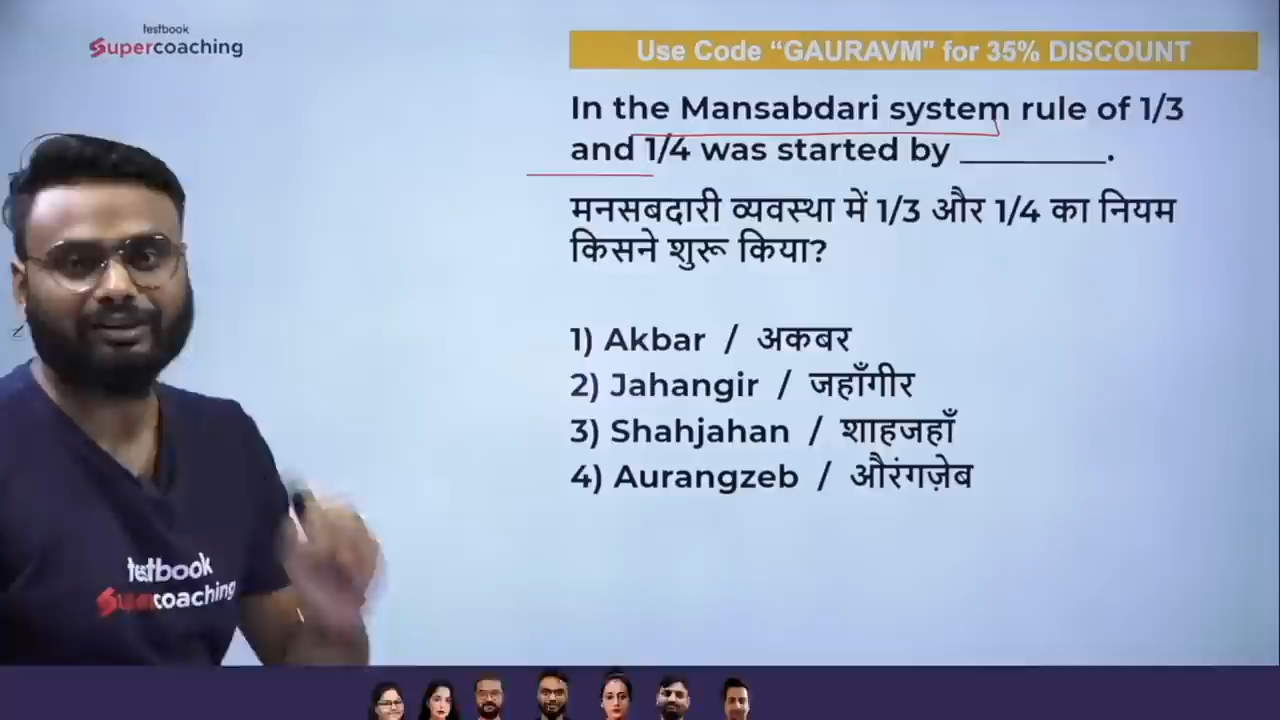 testbook
Supercoaching
Use Code “GAURAVM" for 35% DISCOUNT
In the Mansabdari system rule of 1/3
and 1/4 was started by _________.
मनसबदारी व्यवस्था में 1/3 और 1/4 का नियम
किसने शुरू किया?
1) Akbar / अकबर
2) Jahangir / जहाँगीर
3) Shahjahan / शाहजहाँ
4) Aurangzeb / औरंगज़ेब
testbook
Supercoaching